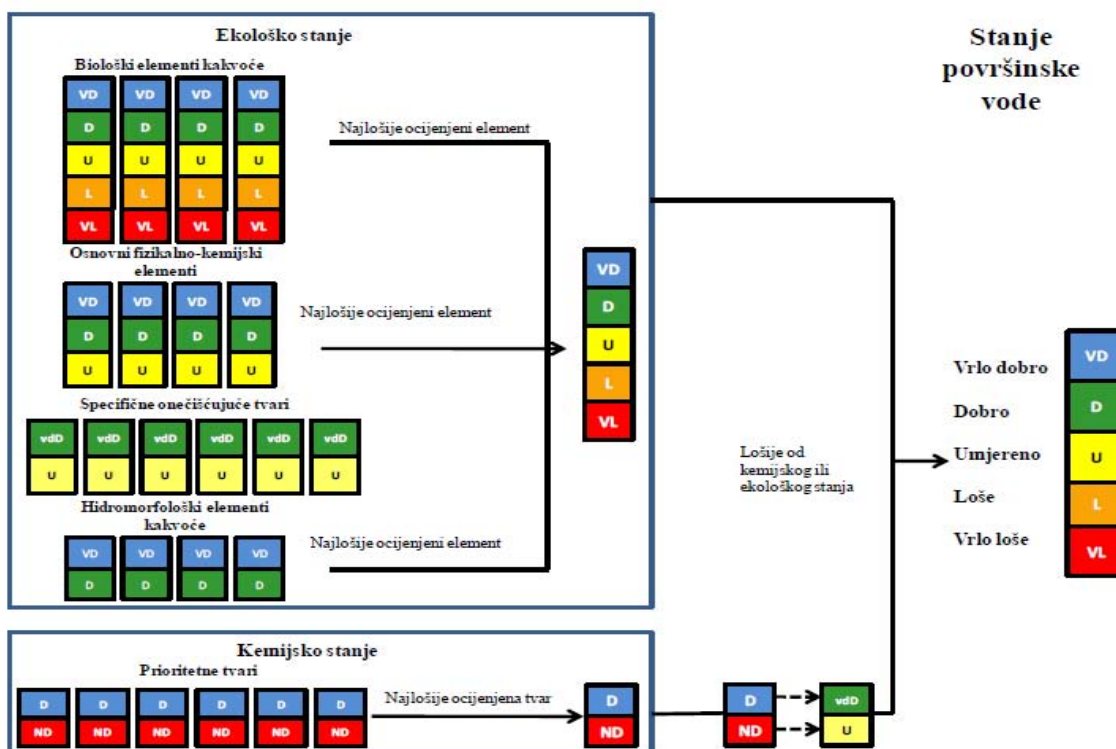 Ekološko stanje
Biološki elementi kakvoće
VD VD VD VD
D D D D
U U U U
L L L L
VL VL VL VL
Najlošije ocijenjeni element
Osnovni fizikalno-kemijski
elementi
VD VD VD VD
D D D D
U U U U
Najlošije ocijenjeni element
Specifične onečišćujuće tvari
vdD vdD vdD vdD vdD vdD
U U U U U U
Hidromorfološki elementi
kakvoće
VD VD VD VD
D D D D
Najlošije ocijenjeni element
VD
D
U
L
VL
Kemijsko stanje
Prioritetne tvari
D D D D D D
ND ND ND ND ND ND
Najlošije ocijenjena tvar
D
ND
D
ND
vdD
U
Lošije od
kemijskog ili
ekološkog stanja
Stanje
površinske
vode
Vrlo dobro VD
Dobro D
Umjereno U
Loše L
Vrlo loše VL